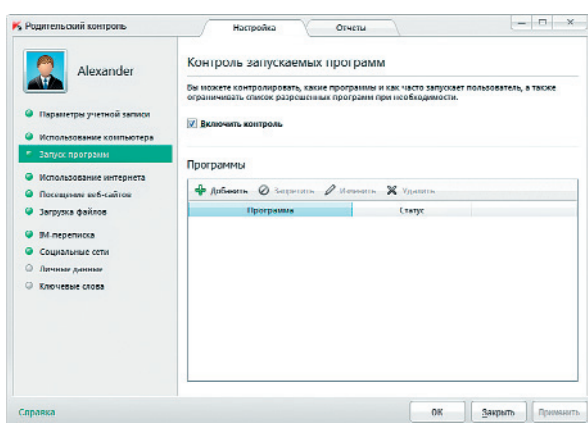 Родительский контроль
Настройка
Отчеты
Alexander
Параметры учетной записи
Использование компьютера
Запуск программ
Использование интернета
Посещение веб-сайтов
Загрузка файлов
IM-переписка
Социальные сети
Личные данные
Ключевые слова
Контроль запускаемых программ
Вы можете контролировать, какие программы и как часто запускает пользователь, а также
ограничивать список разрешенных программ при необходимости.
Включить контроль
Программы
Добавить Запретить Изменить Удалить
Программа Статус
Справка
OK Закрыть Применить